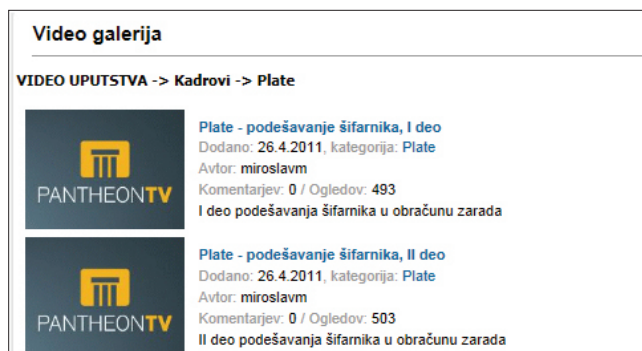 Video galerija
VIDEO UPUTSTVA -> Kadrovi -> Plate
PANTHEONTV
Plate - podešavanje šifarnika, I deo
Dodano: 26.4.2011, kategorija: Plate
Avtor: miroslavm
Komentarjev: 0 / Ogledov: 493
I deo podešavanja šifarnika u obračunu zarada
PANTHEONTV
Plate - podešavanje šifarnika, II deo
Dodano: 26.4.2011, kategorija: Plate
Avtor: miroslavm
Komentarjev: 0 / Ogledov: 503
II deo podešavanja šifarnika u obračunu zarada